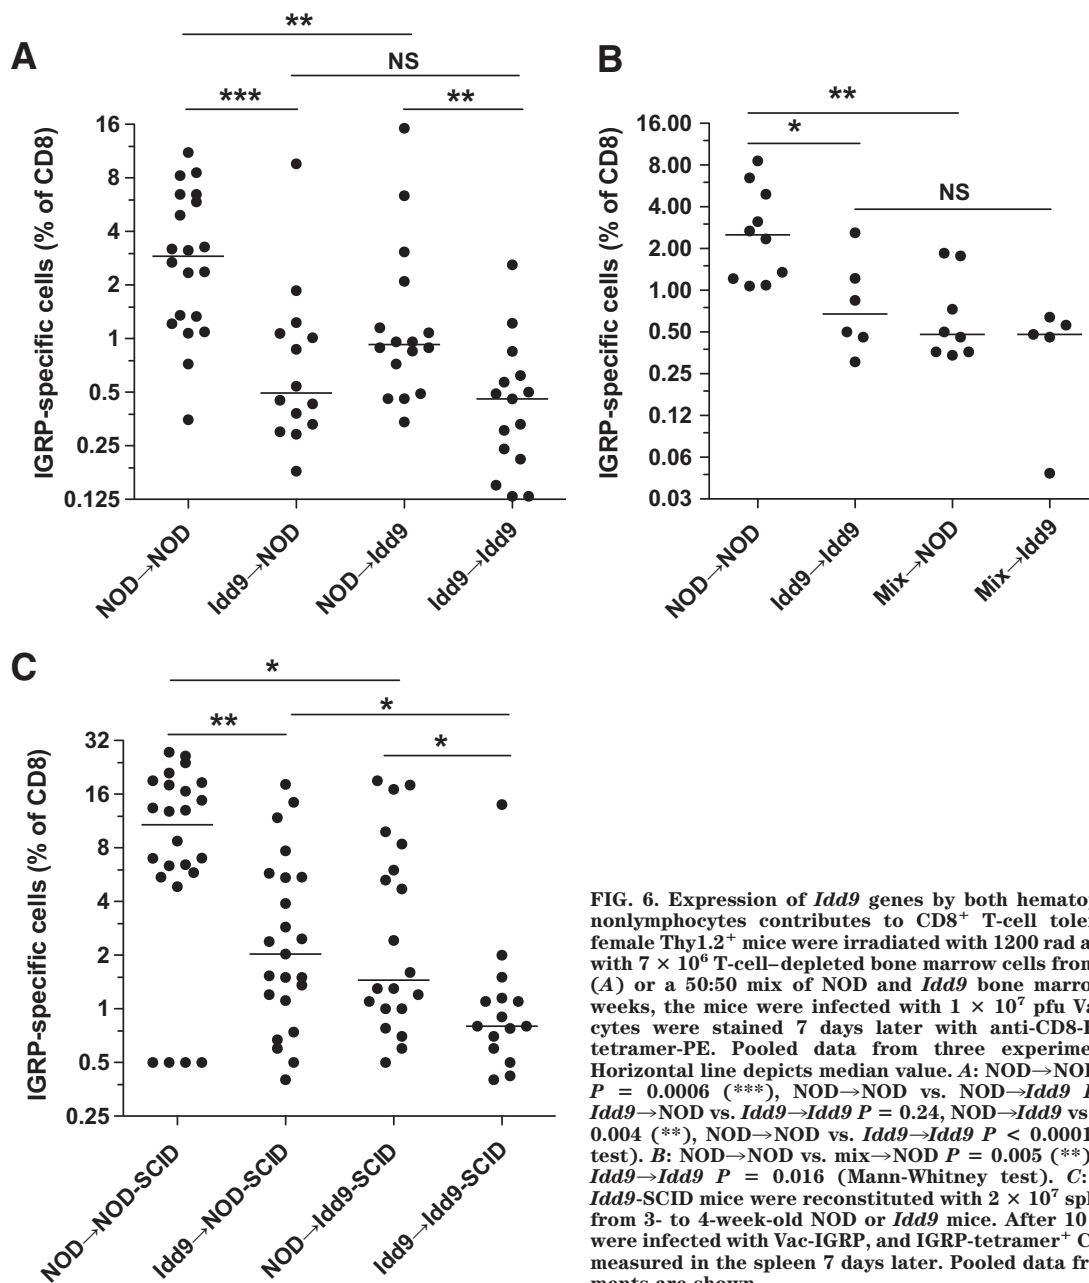 A
**
NS
***
**
IGRP-specific cells (% of CD8)
16
8
4
2
1
0.5
0.25
0.125
NOD→NOD
Idd9→NOD
NOD→Idd9
Idd9→Idd9
B
**
*
NS
IGRP-specific cells (% of CD8)
16.00
8.00
4.00
2.00
1.00
0.50
0.25
0.12
0.06
0.03
NOD→NOD
Idd9→Idd9
Mix→NOD
Mix→Idd9
C
*
*
**
*
IGRP-specific cells (% of CD8)
32
16
8
4
2
1
0.5
0.25
NOD→NOD-SCID
Idd9→NOD-SCID
NOD→Idd9-SCID
Idd9→Idd9-SCID
FIG. 6. Expression of Idd9 genes by both hematop
nonlymphocytes contributes to CD8⁺ T-cell toler
female Thy1.2⁺ mice were irradiated with 1200 rad a
with 7 × 10⁶ T-cell–depleted bone marrow cells from
(A) or a 50:50 mix of NOD and Idd9 bone marro
weeks, the mice were infected with 1 × 10⁷ pfu Va
cytes were stained 7 days later with anti-CD8-
tetramer-PE. Pooled data from three experime
Horizontal line depicts median value. A: NOD→NOD
P = 0.0006 (***), NOD→NOD vs. NOD→Idd9
Idd9→NOD vs. Idd9→Idd9 P = 0.24, NOD→Idd9 vs
0.004 (**), NOD→NOD vs. Idd9→Idd9 P < 0.0001
test). B: NOD→NOD vs. mix→NOD P = 0.005 (**)
Idd9→Idd9 P = 0.016 (Mann-Whitney test). C:
Idd9-SCID mice were reconstituted with 2 × 10⁷ spl
from 3- to 4-week-old NOD or Idd9 mice. After 10
were infected with Vac-IGRP, and IGRP-tetramer⁺ C
measured in the spleen 7 days later. Pooled data fr
ments are shown.